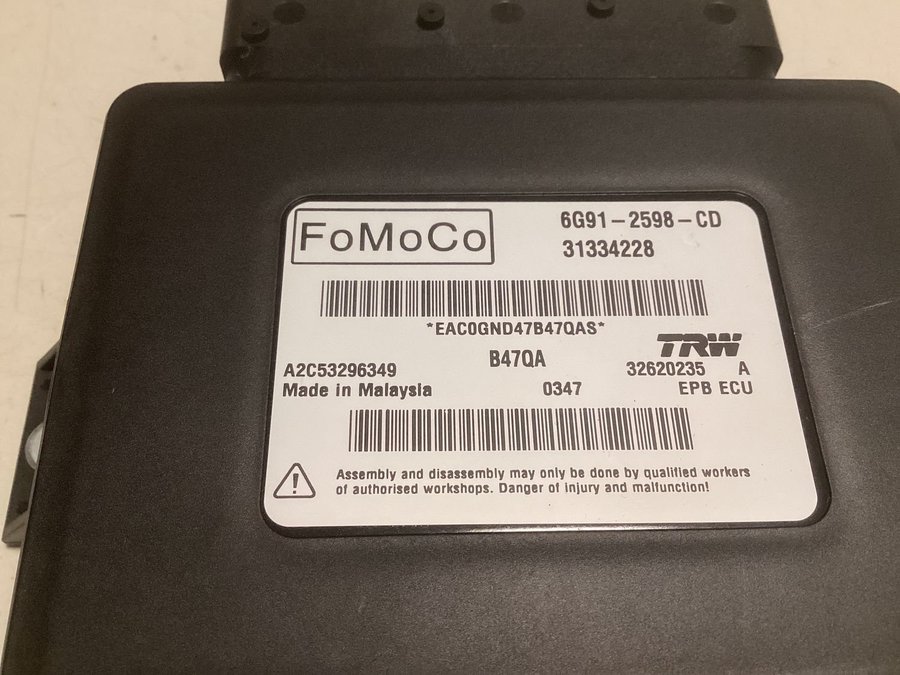 FoMoCo
6G91-2598-CD
31334228
*EAC0GND47B47QAS*
TRW
B47QA
A2C53296349
32620235 A
Made in Malaysia
0347
EPB ECU
Assembly and disassembly may only be done by qualified workers
of authorised workshops. Danger of injury and malfunction!